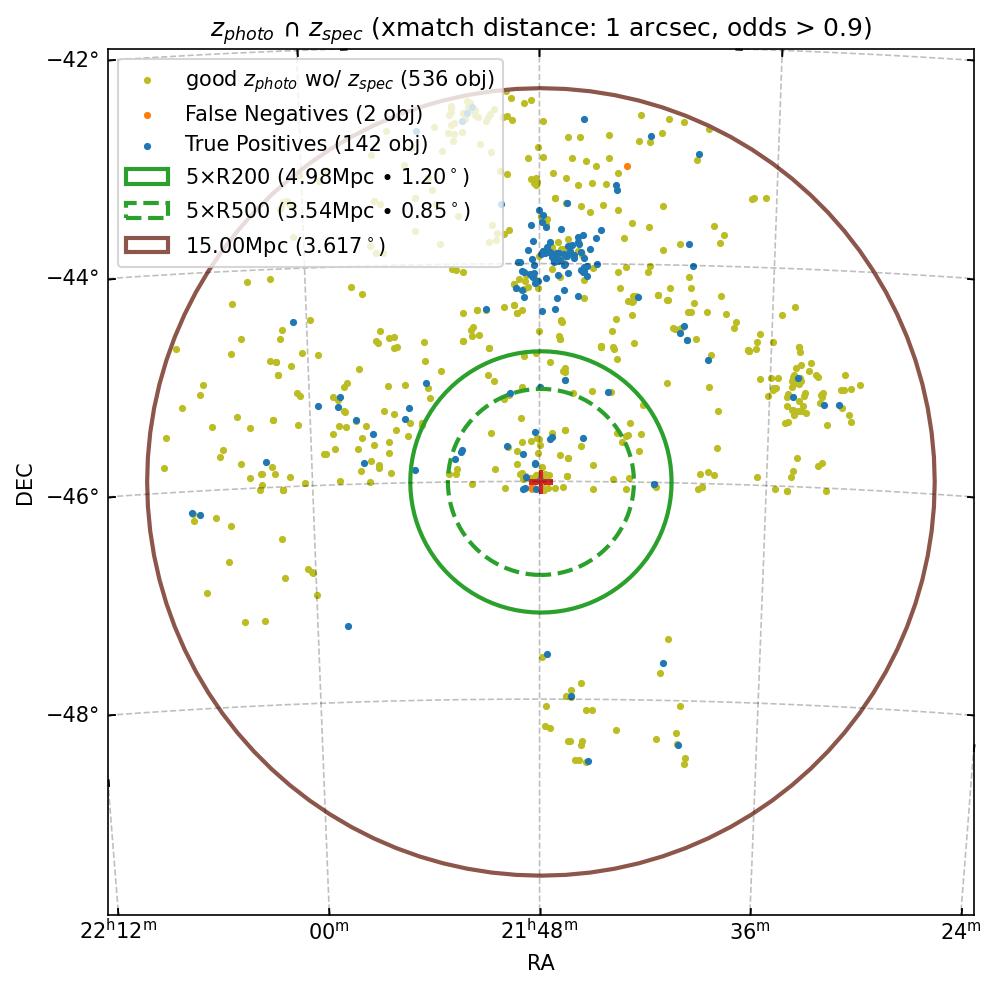 z_photo ∩ z_spec (xmatch distance: 1 arcsec, odds > 0.9)
good z_photo wo/ z_spec (536 obj)
False Negatives (2 obj)
True Positives (142 obj)
5×R200 (4.98Mpc • 1.20°)
5×R500 (3.54Mpc • 0.85°)
15.00Mpc (3.617°)
−42°
−44°
−46°
−48°
DEC
22ʰ12ᵐ 00ᵐ 21ʰ48ᵐ 36ᵐ 24ᵐ
RA